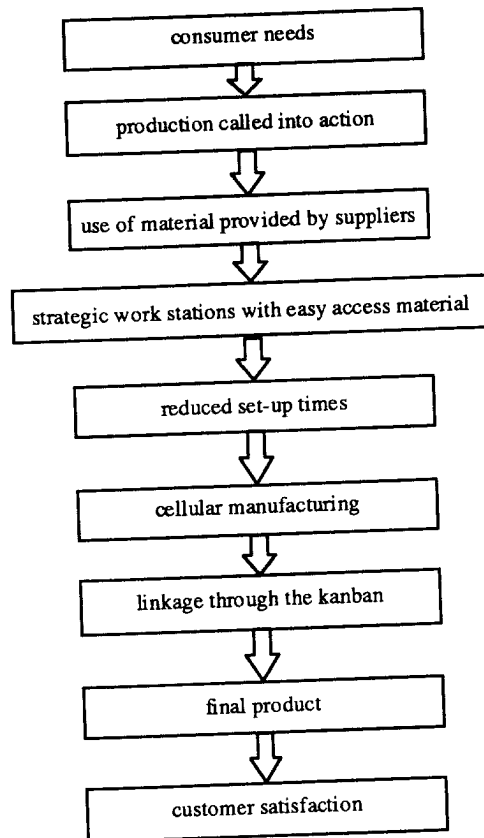 consumer needs
production called into action
use of material provided by suppliers
strategic work stations with easy access material
reduced set-up times
cellular manufacturing
linkage through the kanban
final product
customer satisfaction